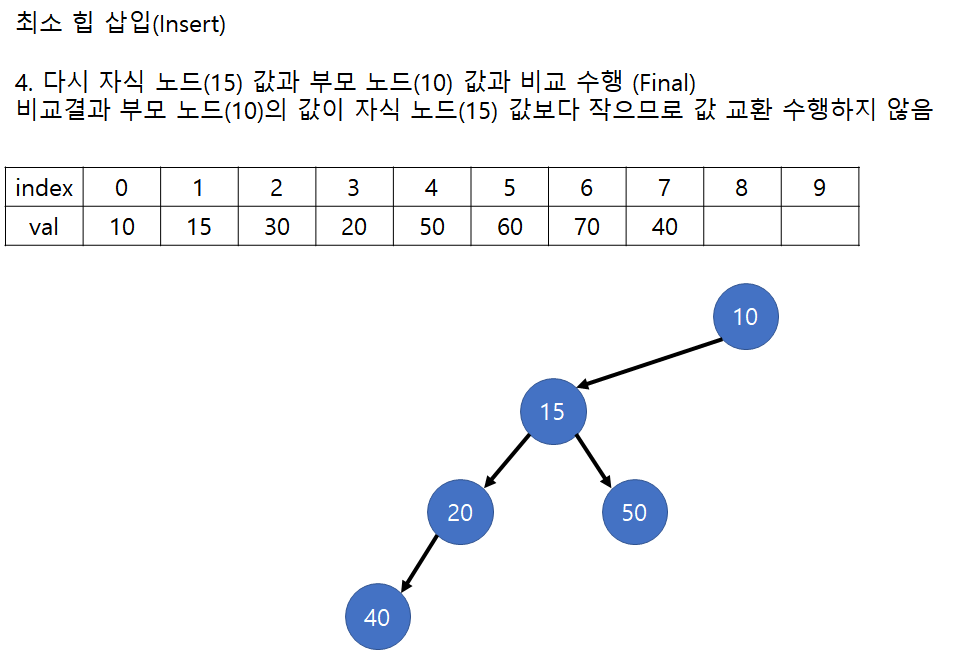 최소 힙 삽입(Insert)
4. 다시 자식 노드(15) 값과 부모 노드(10) 값과 비교 수행 (Final)
비교결과 부모 노드(10)의 값이 자식 노드(15) 값보다 작으므로 값 교환 수행하지 않음
index 0 1 2 3 4 5 6 7 8 9
val 10 15 30 20 50 60 70 40
10
15
20 50
40